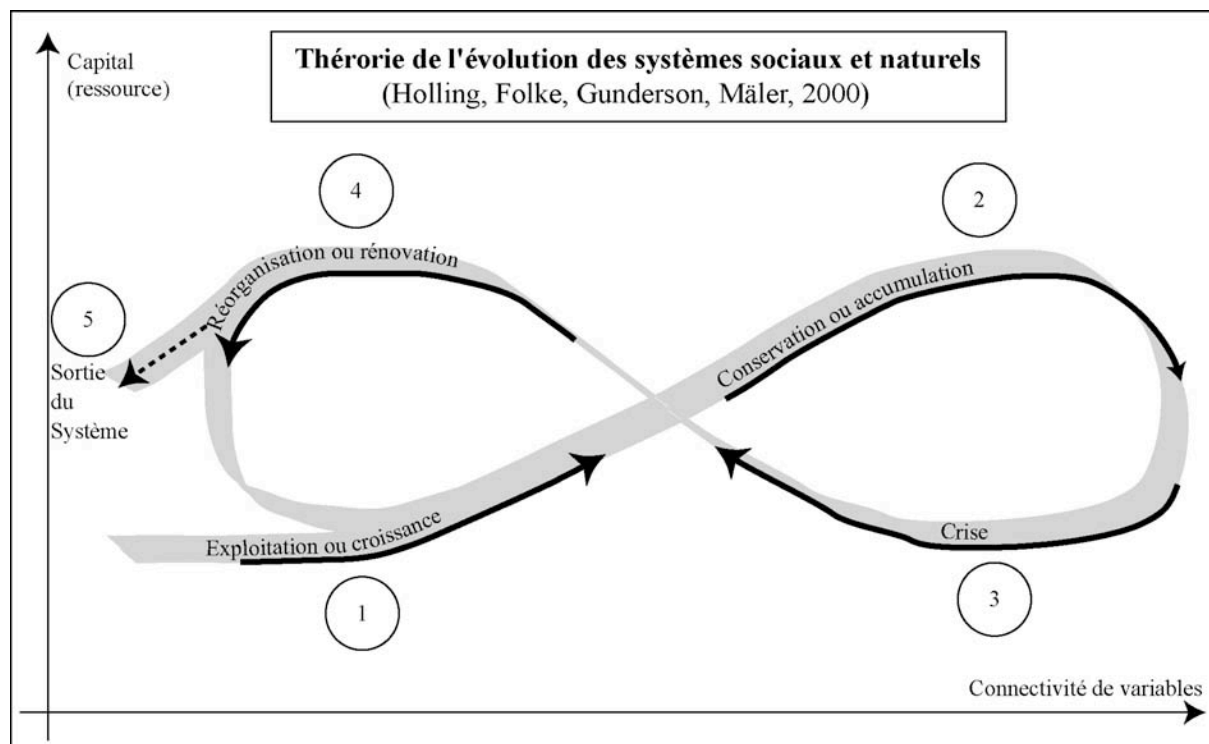 Capital
(ressource)
Thérorie de l'évolution des systèmes sociaux et naturels
(Holling, Folke, Gunderson, Mäler, 2000)
4
2
Réorganisation ou rénovation
Conservation ou accumulation
5
Sortie
du
Système
Exploitation ou croissance
Crise
1
3
Connectivité de variables